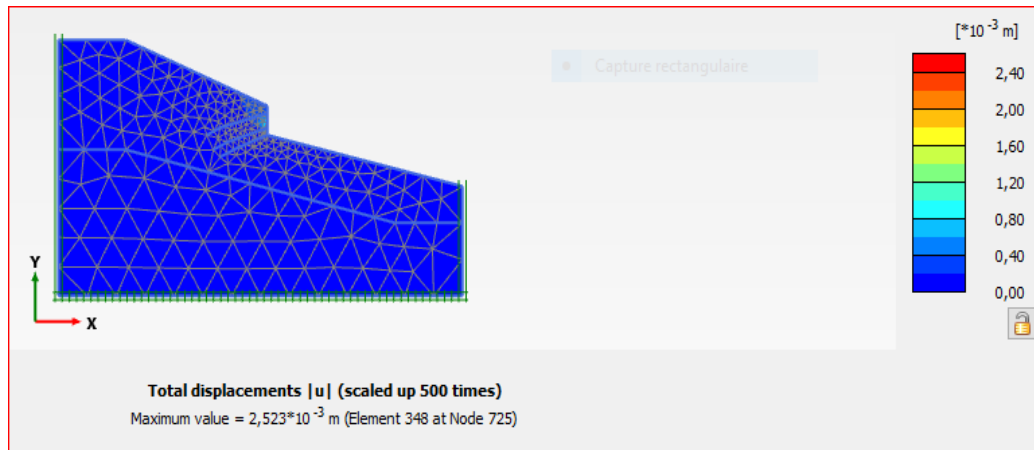 [*10 -3 m]
• Capture rectangulaire
2,40
2,00
1,60
1,20
0,80
0,40
0,00
Y
X
Total displacements |u| (scaled up 500 times)
Maximum value = 2,523*10 -3 m (Element 348 at Node 725)